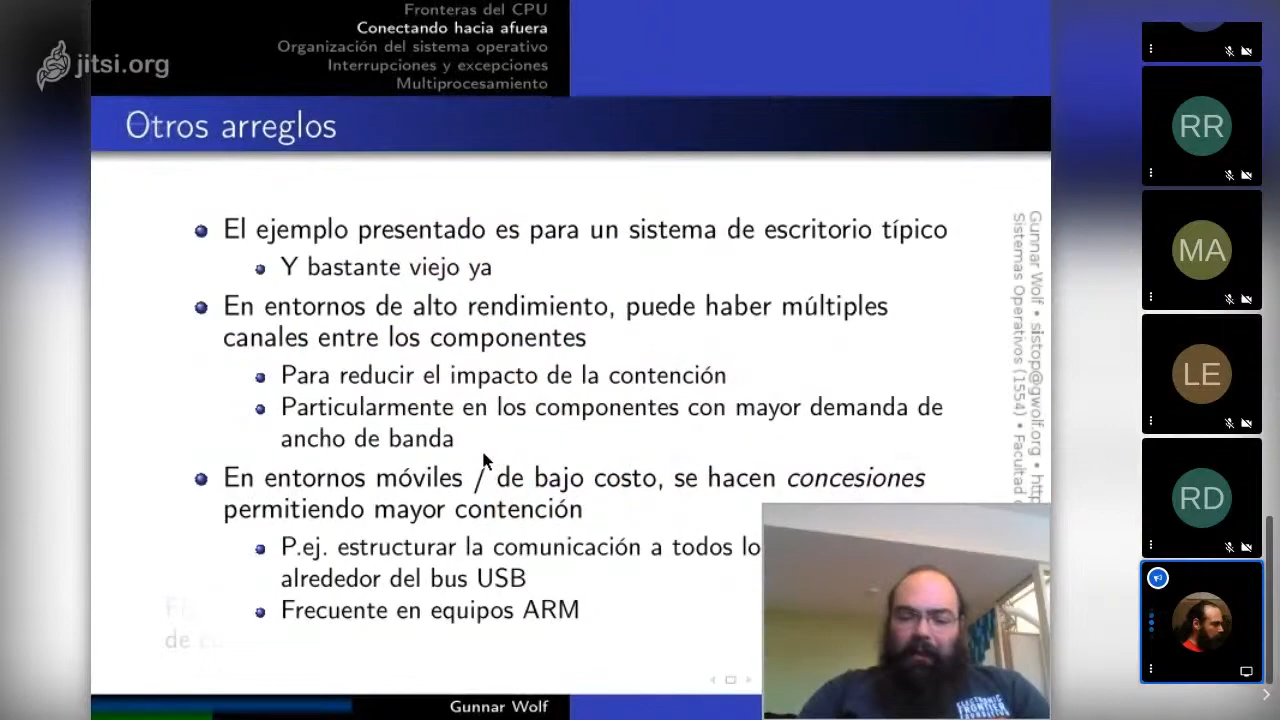 Fronteras del CPU
Conectando hacia afuera
Organización del sistema operativo
Interrupciones y excepciones
Multiprocesamiento
jitsi.org
Otros arreglos
El ejemplo presentado es para un sistema de escritorio típico
Y bastante viejo ya
En entornos de alto rendimiento, puede haber múltiples
canales entre los componentes
Para reducir el impacto de la contención
Particularmente en los componentes con mayor demanda de
ancho de banda
En entornos móviles / de bajo costo, se hacen concesiones
permitiendo mayor contención
P.ej. estructurar la comunicación a todos lo
alrededor del bus USB
Frecuente en equipos ARM
Gunnar Wolf
Gunnar Wolf • sistop@gwolf.org • http
Sistemas Operativos (1554) • Facultad
ELECTRONIC
FRONTIER
RR
MA
LE
RD